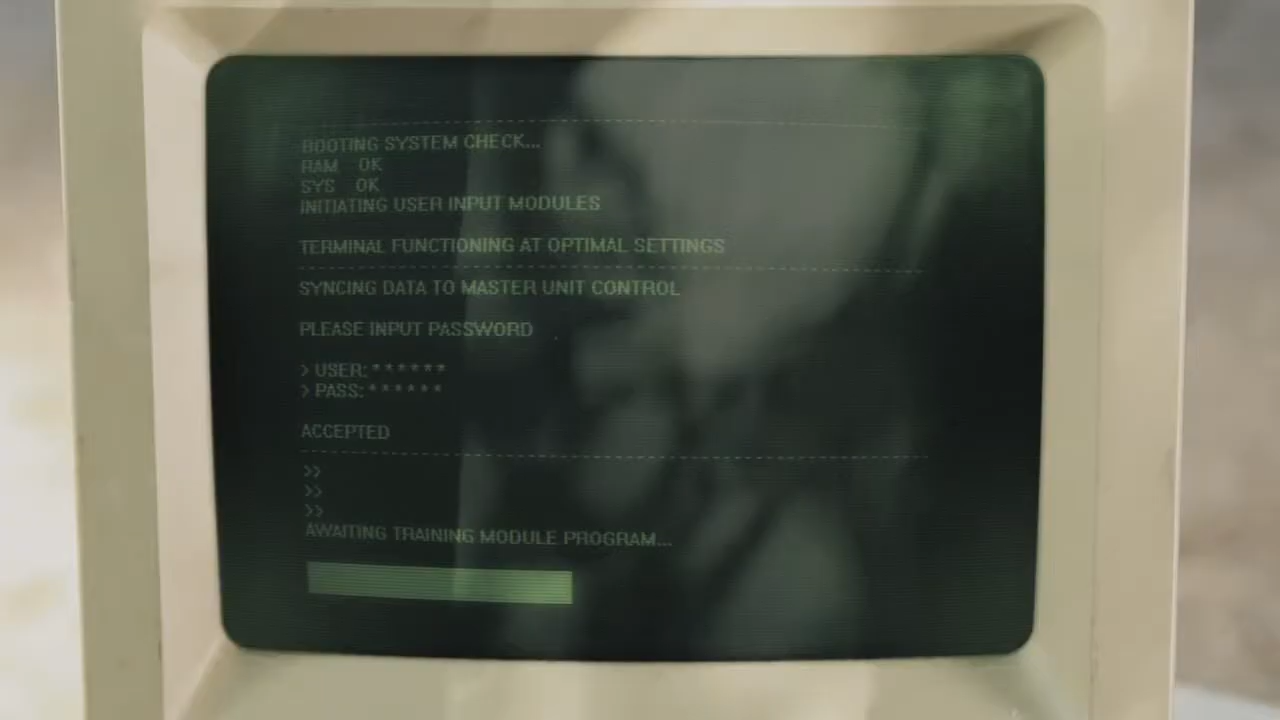 BOOTING SYSTEM CHECK...
RAM OK
SYS OK
INITIATING USER INPUT MODULES
TERMINAL FUNCTIONING AT OPTIMAL SETTINGS
SYNCING DATA TO MASTER UNIT CONTROL
PLEASE INPUT PASSWORD
> USER: ******
> PASS: ******
ACCEPTED
>>
>>
>>
AWAITING TRAINING MODULE PROGRAM...